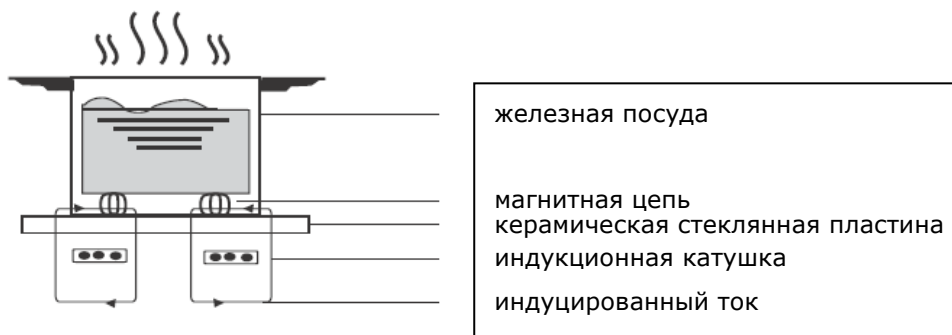 железная посуда
магнитная цепь
керамическая стеклянная пластина
индукционная катушка
индуцированный ток